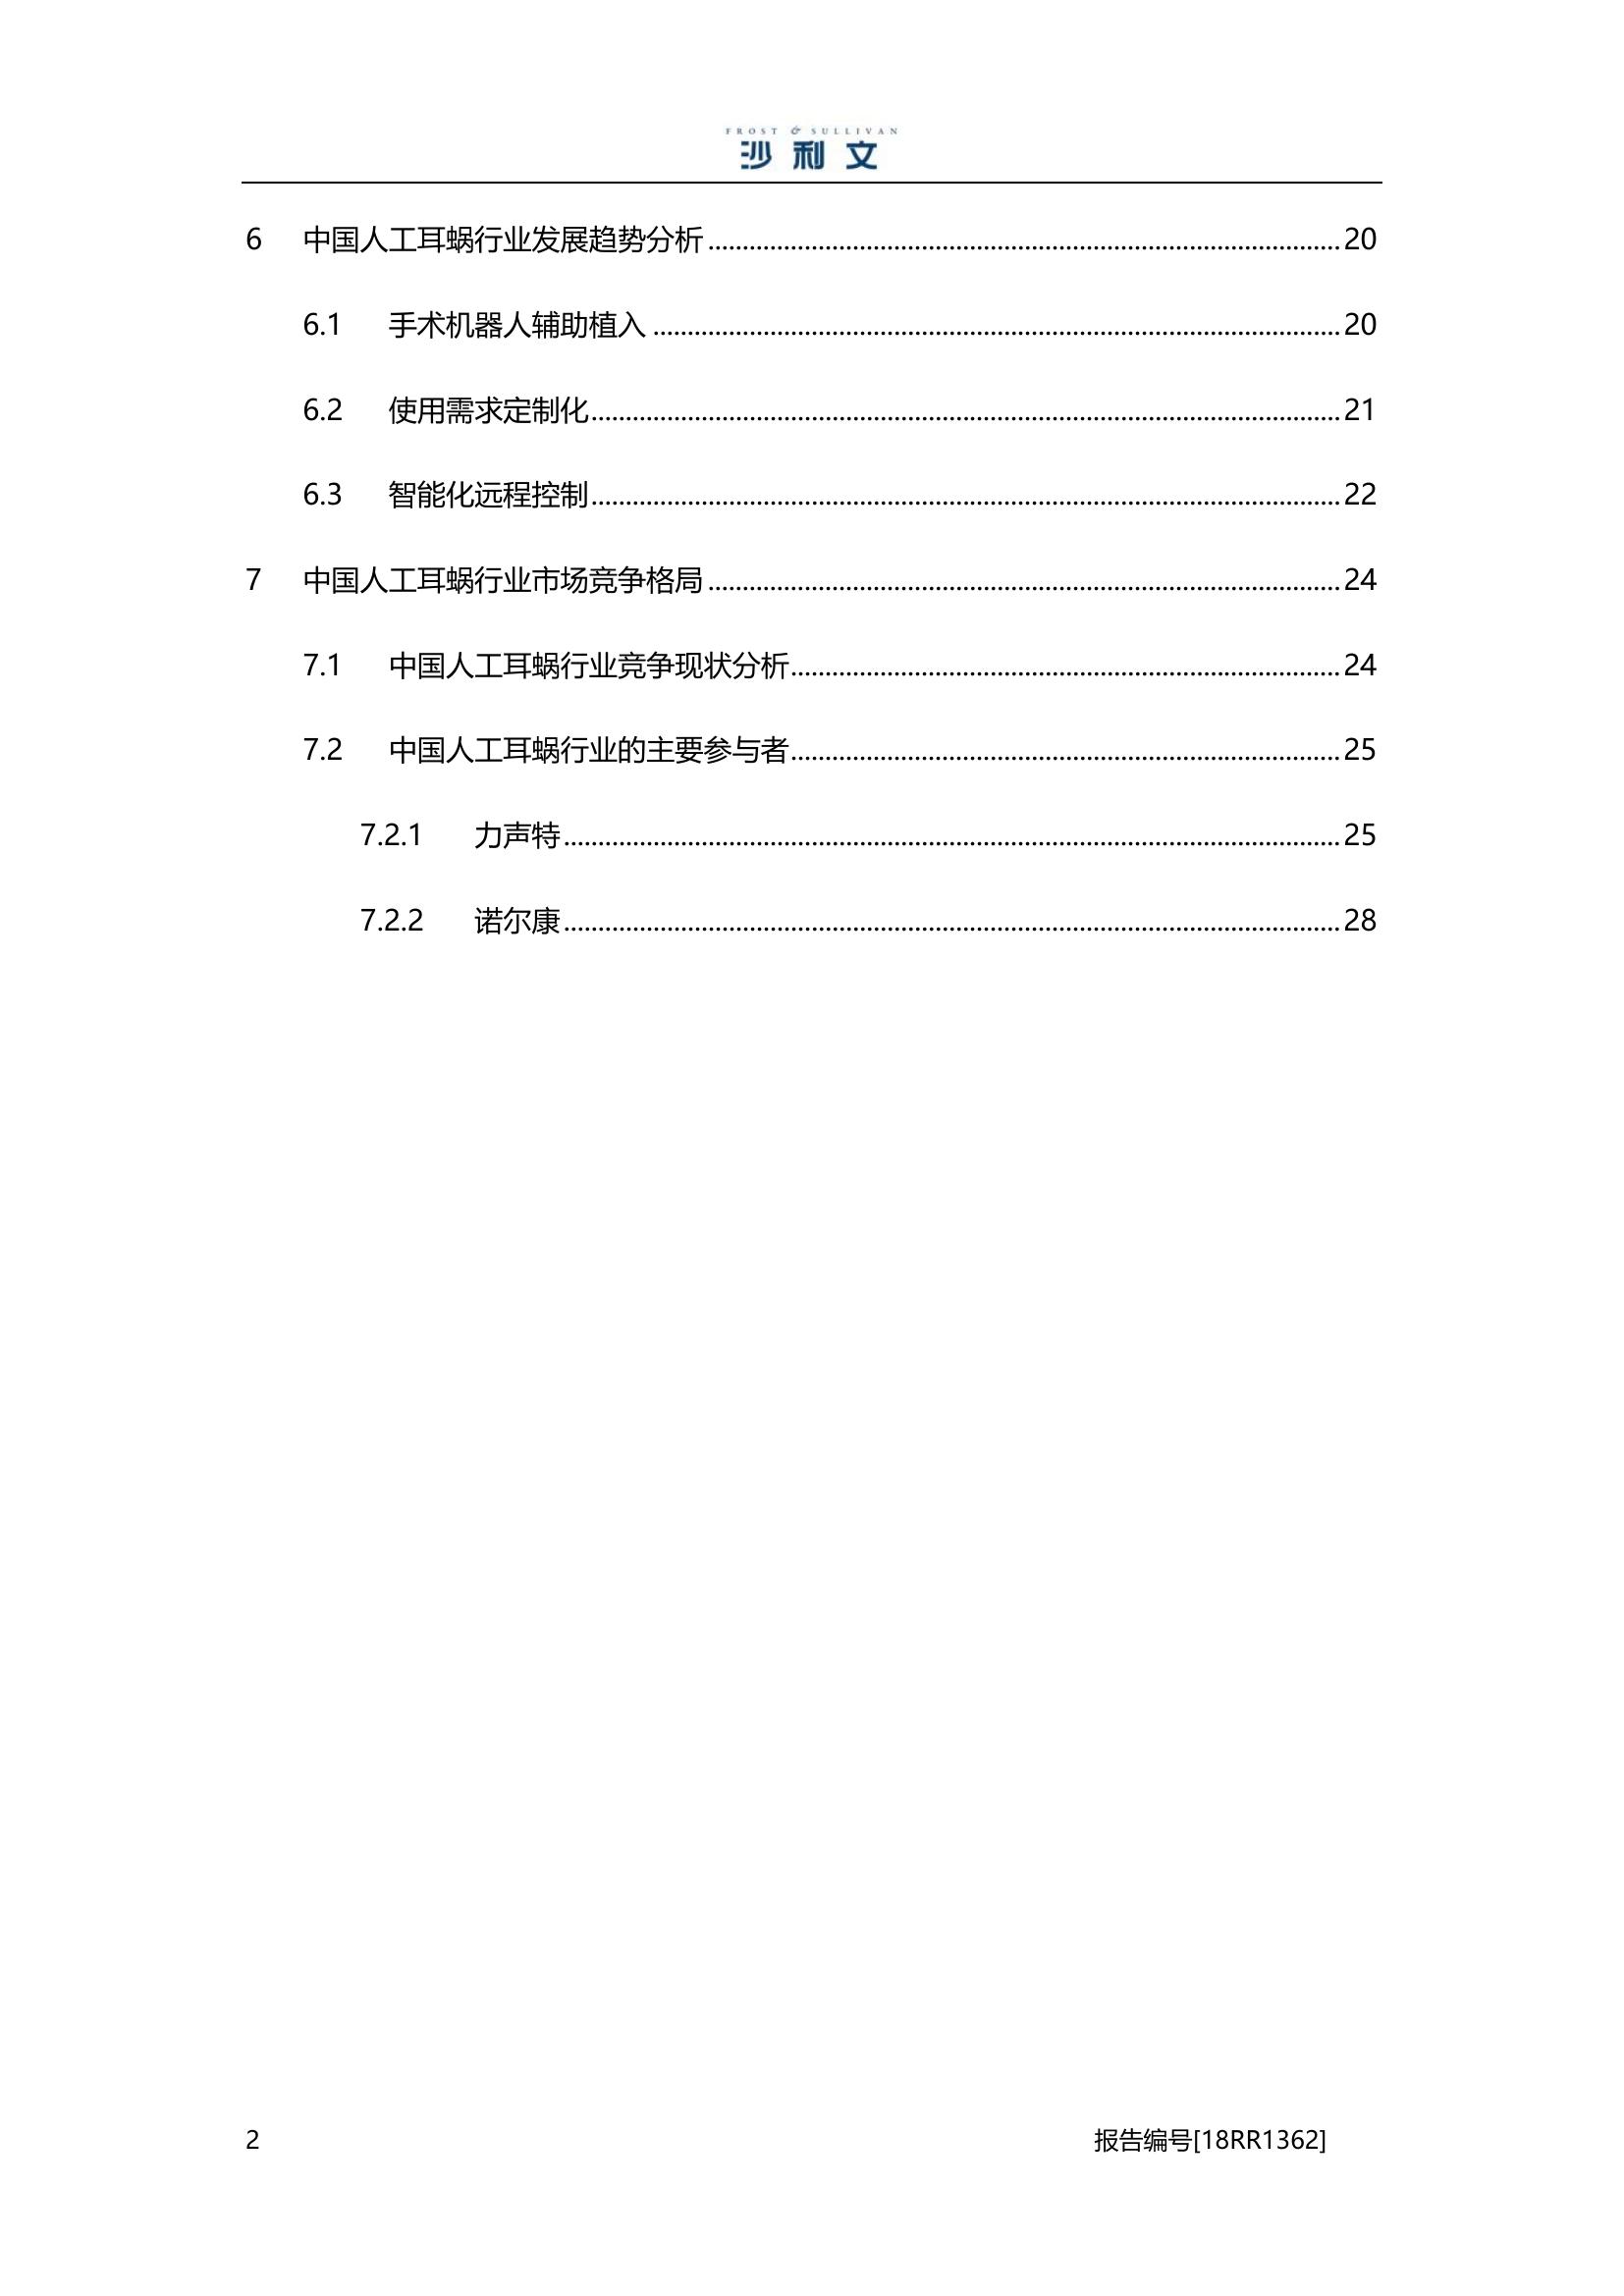 FROST & SULLIVAN
沙利文
6 中国人工耳蜗行业发展趋势分析 20
6.1 手术机器人辅助植入 20
6.2 使用需求定制化 21
6.3 智能化远程控制 22
7 中国人工耳蜗行业市场竞争格局 24
7.1 中国人工耳蜗行业竞争现状分析 24
7.2 中国人工耳蜗行业的主要参与者 25
7.2.1 力声特 25
7.2.2 诺尔康 28
2 报告编号[18RR1362]